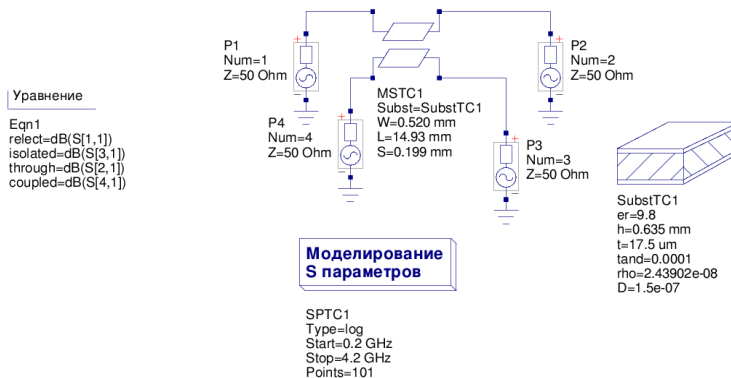 P1
Num=1
Z=50 Ohm
P2
Num=2
Z=50 Ohm
Уравнение
Eqn1
relect=dB(S[1,1])
isolated=dB(S[3,1])
through=dB(S[2,1])
coupled=dB(S[4,1])
P4
Num=4
Z=50 Ohm
MSTC1
Subst=SubstTC1
W=0.520 mm
L=14.93 mm
S=0.199 mm
P3
Num=3
Z=50 Ohm
SubstTC1
er=9.8
h=0.635 mm
t=17.5 um
tand=0.0001
rho=2.43902e-08
D=1.5e-07
Моделирование
S параметров
SPTC1
Type=log
Start=0.2 GHz
Stop=4.2 GHz
Points=101